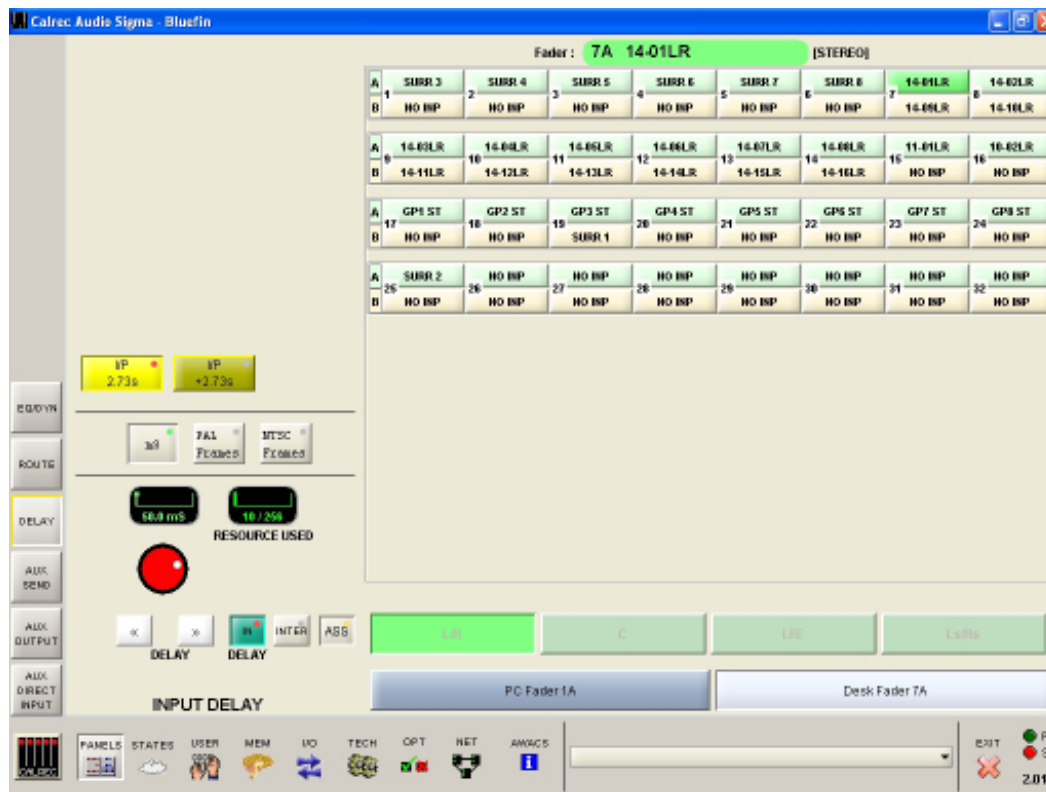 Calrec Audio Sigma - Bluefin
Fader : 7A 14-01LR [STEREO]
A 1 SURR 3 2 SURR 4 3 SURR 5 4 SURR 6 5 SURR 7 6 SURR 8 7 14-01LR 8 14-02LR
B NO INP NO INP NO INP NO INP NO INP NO INP 14-09LR 14-10LR
A 9 14-03LR 10 14-04LR 11 14-05LR 12 14-06LR 13 14-07LR 14 14-08LR 15 11-01LR 16 10-02LR
B 14-11LR 14-12LR 14-13LR 14-14LR 14-15LR 14-16LR NO INP NO INP
A 17 GP1 ST 18 GP2 ST 19 GP3 ST 20 GP4 ST 21 GP5 ST 22 GP6 ST 23 GP7 ST 24 GP8 ST
B NO INP NO INP SURR 1 NO INP NO INP NO INP NO INP NO INP
A 25 SURR 2 26 NO INP 27 NO INP 28 NO INP 29 NO INP 30 NO INP 31 NO INP 32 NO INP
B NO INP NO INP NO INP NO INP NO INP NO INP NO INP NO INP
I/P 2.73s
I/P +2.73s
EQ/DYN
ROUTE
DELAY
AUX SEND
AUX OUTPUT
AUX DIRECT INPUT
mS
PAL Frames
NTSC Frames
50.0 mS
10 / 256
RESOURCE USED
« » IN INTER ASS
DELAY DELAY
INPUT DELAY
L/R C LFE Ls/Rs
PC Fader 1A Desk Fader 7A
CALREC PANELS STATES USER MEM I/O TECH OPT NET AWACS EXIT
2.01